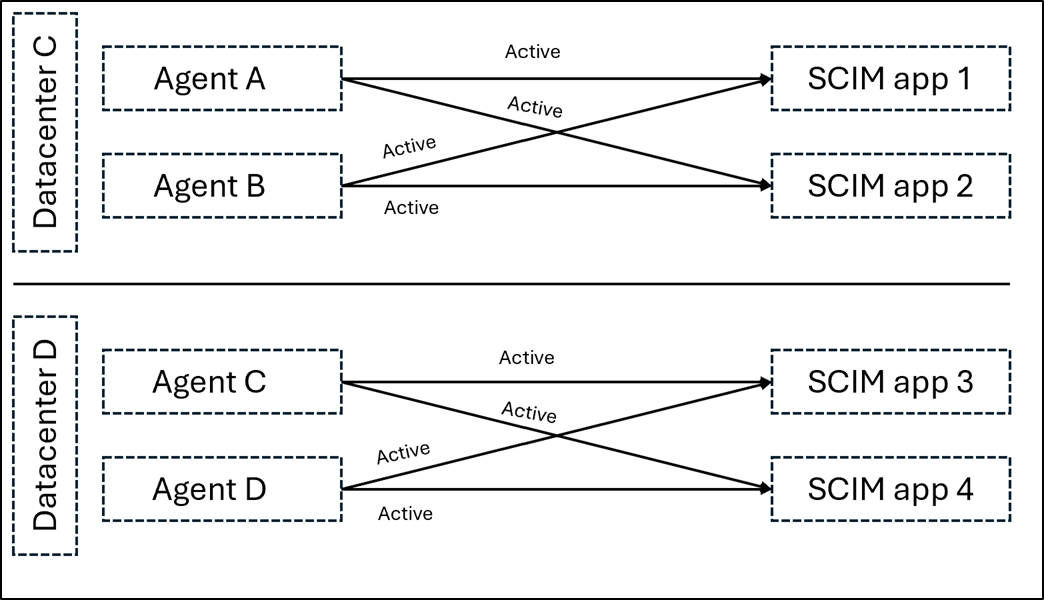 Datacenter C
Agent A
Active
SCIM app 1
Active
Active
Agent B
Active
SCIM app 2
Datacenter D
Agent C
Active
SCIM app 3
Active
Active
Agent D
Active
SCIM app 4